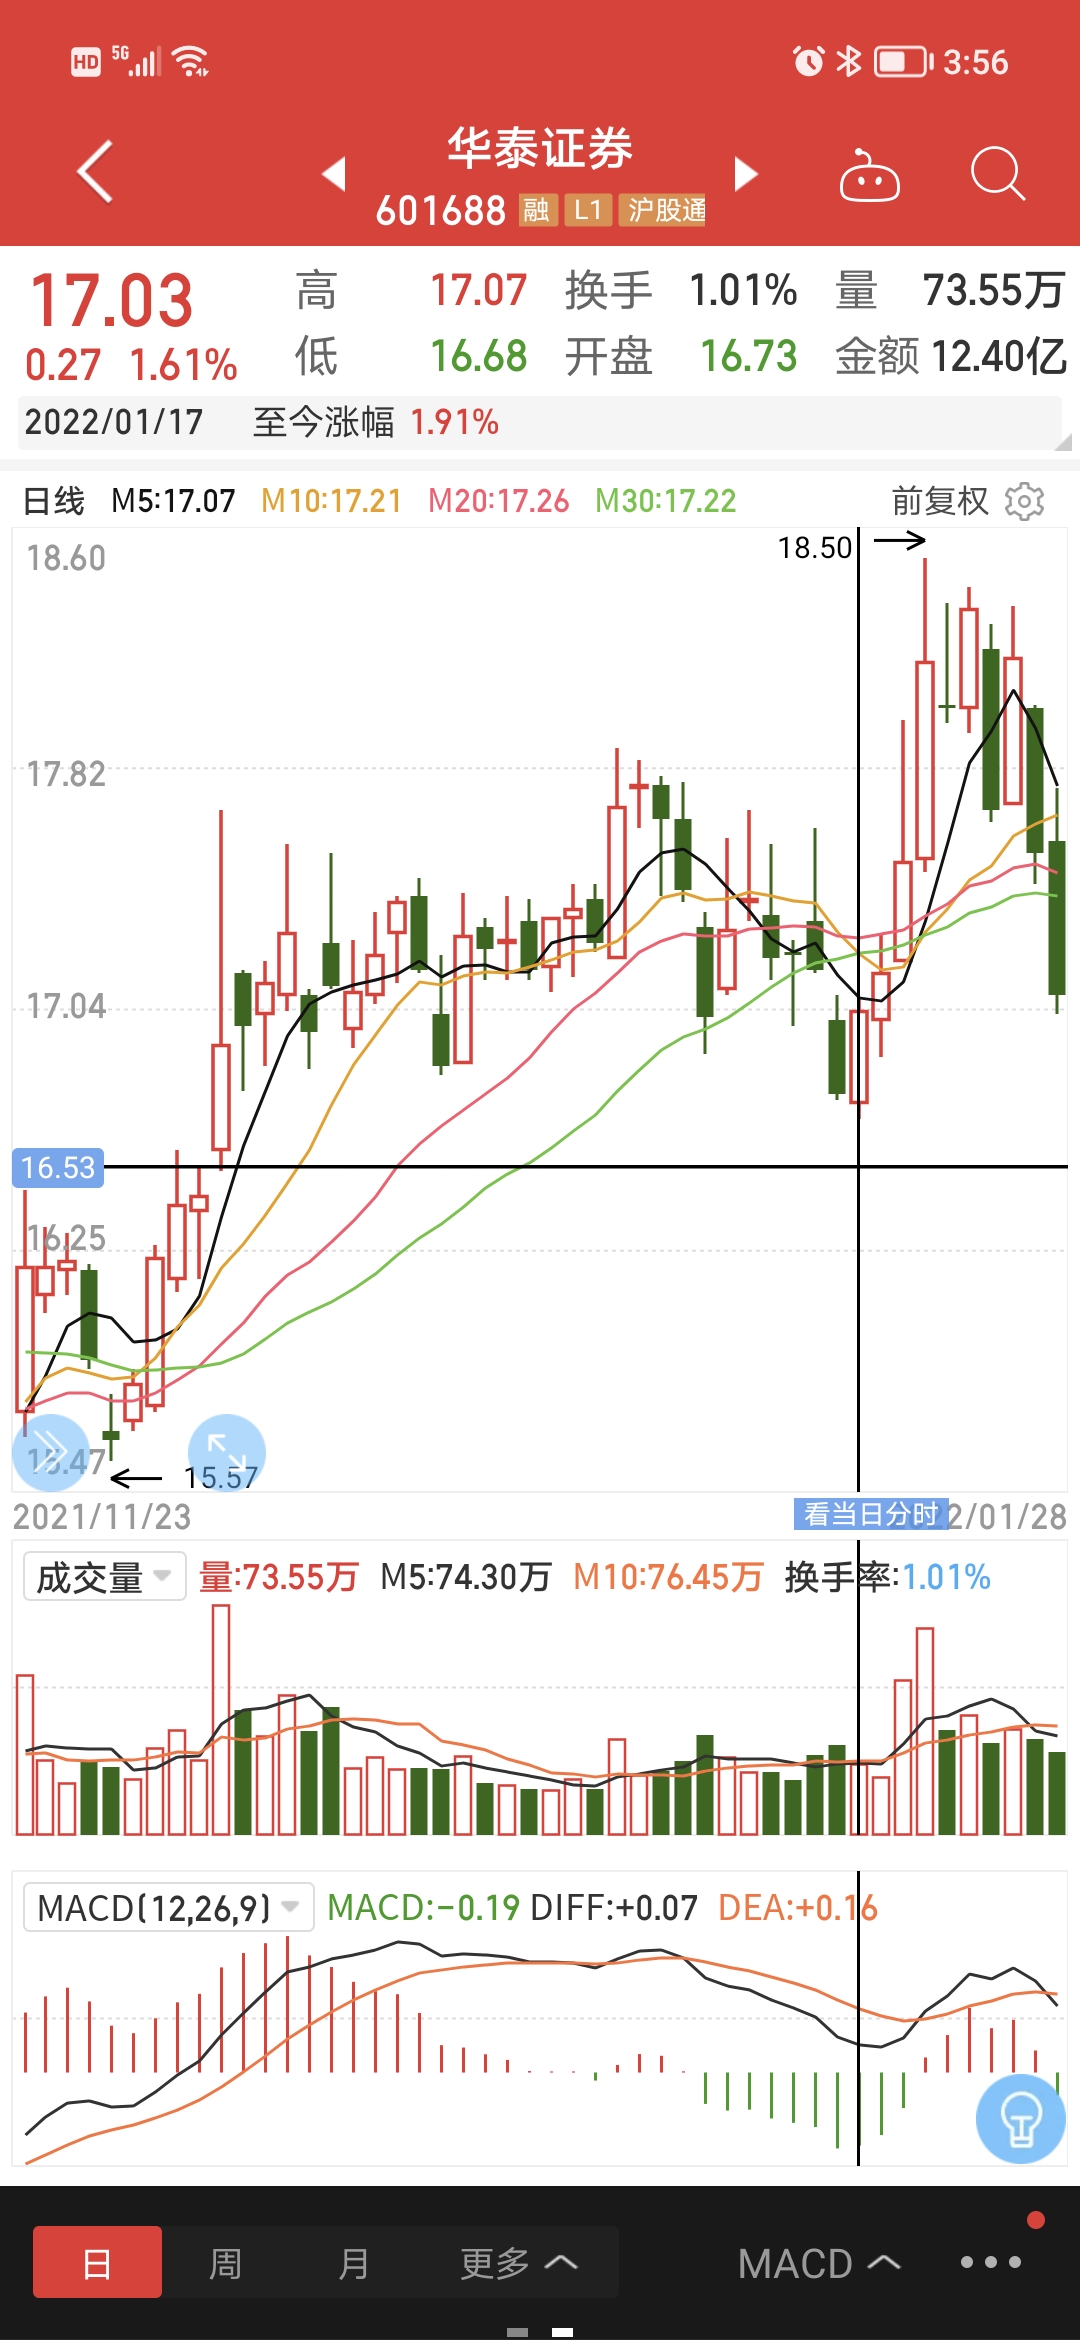 HD 5G 3:56
华泰证券
601688 融 L1 沪股通
17.03 高 17.07 换手 1.01% 量 73.55万
0.27 1.61% 低 16.68 开盘 16.73 金额 12.40亿
2022/01/17 至今涨幅 1.91%
日线 M5:17.07 M10:17.21 M20:17.26 M30:17.22 前复权
18.60
18.50
17.82
17.04
16.53
16.25
15.47
15.57
2021/11/23 看当日分时 2/01/28
成交量 量:73.55万 M5:74.30万 M10:76.45万 换手率:1.01%
MACD(12,26,9) MACD:-0.19 DIFF:+0.07 DEA:+0.16
日 周 月 更多 MACD